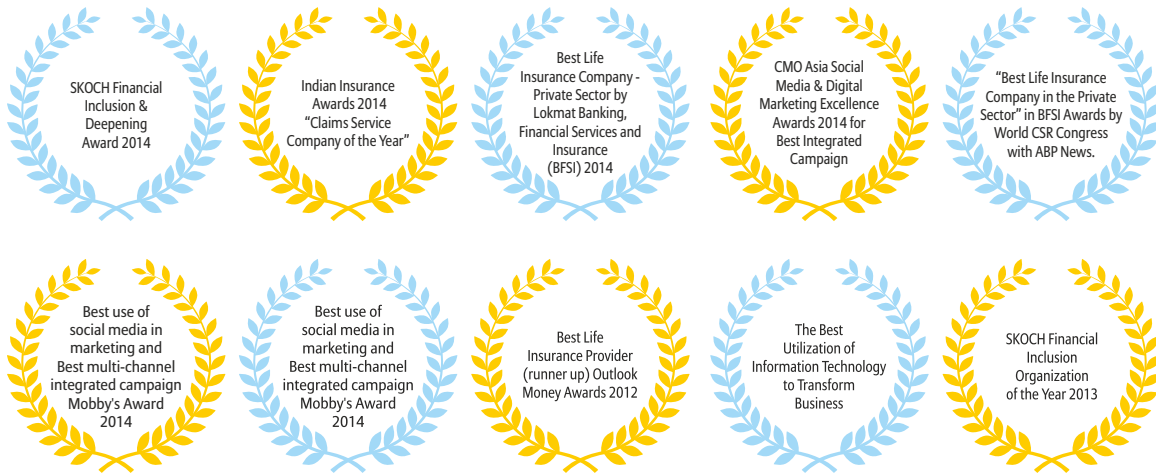 SKOCH Financial
Inclusion &
Deepening
Award 2014
Indian Insurance
Awards 2014
“Claims Service
Company of the Year”
Best Life
Insurance Company -
Private Sector by
Lokmat Banking,
Financial Services and
Insurance
(BFSI) 2014
CMO Asia Social
Media & Digital
Marketing Excellence
Awards 2014 for
Best Integrated
Campaign
“Best Life Insurance
Company in the Private
Sector” in BFSI Awards by
World CSR Congress
with ABP News.
Best use of
social media in
marketing and
Best multi-channel
integrated campaign
Mobby's Award
2014
Best use of
social media in
marketing and
Best multi-channel
integrated campaign
Mobby's Award
2014
Best Life
Insurance Provider
(runner up) Outlook
Money Awards 2012
The Best
Utilization of
Information Technology
to Transform
Business
SKOCH Financial
Inclusion
Organization
of the Year 2013